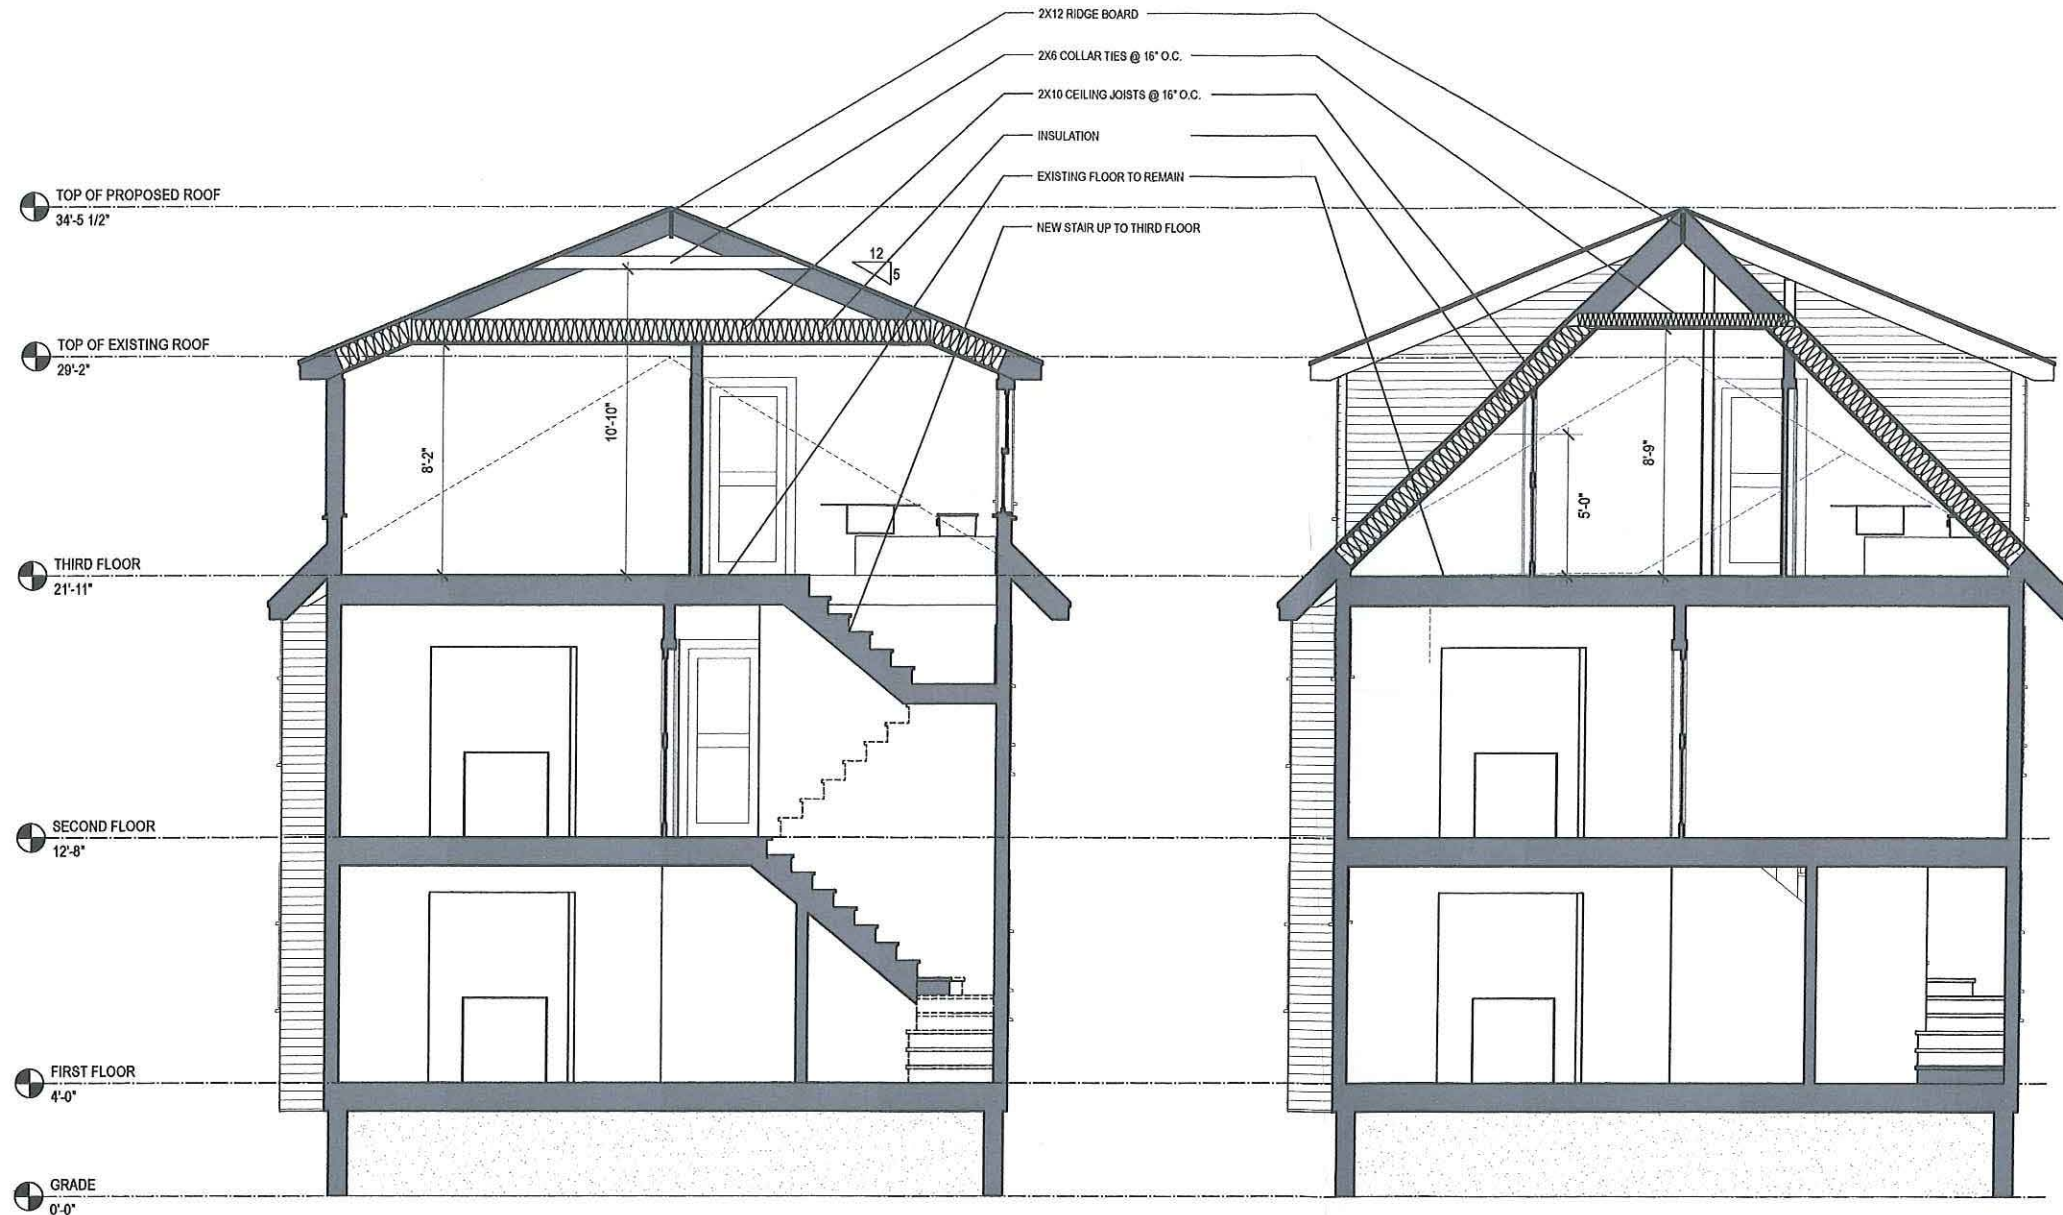 2X12 RIDGE BOARD
2X6 COLLAR TIES @ 16" O.C.
2X10 CEILING JOISTS @ 16" O.C.
INSULATION
EXISTING FLOOR TO REMAIN
NEW STAIR UP TO THIRD FLOOR
TOP OF PROPOSED ROOF
34'-5 1/2"
12
5
TOP OF EXISTING ROOF
29'-2"
8'-2"
10'-10"
8'-9"
5'-0"
THIRD FLOOR
21'-11"
SECOND FLOOR
12'-8"
FIRST FLOOR
4'-0"
GRADE
0'-0"